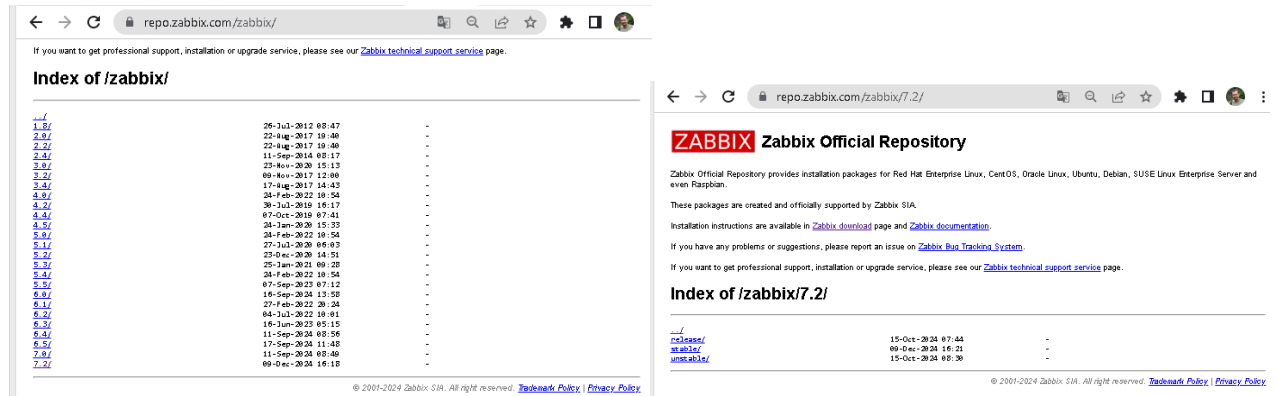 repo.zabbix.com/zabbix/
If you want to get professional support, installation or upgrade service, please see our Zabbix technical support service page.
Index of /zabbix/
../
1.8/ 26-Jul-2012 08:47 -
2.0/ 22-Aug-2017 19:40 -
2.2/ 22-Aug-2017 19:40 -
2.4/ 11-Sep-2014 08:17 -
3.0/ 23-Nov-2020 15:13 -
3.2/ 09-Nov-2017 12:00 -
3.4/ 17-Aug-2017 14:43 -
4.0/ 24-Feb-2022 10:54 -
4.2/ 30-Jul-2019 16:17 -
4.4/ 07-Oct-2019 07:41 -
4.5/ 24-Jan-2020 15:33 -
5.0/ 24-Feb-2022 10:54 -
5.1/ 27-Jul-2020 06:03 -
5.2/ 23-Dec-2020 14:51 -
5.3/ 25-Jan-2021 09:28 -
5.4/ 24-Feb-2022 10:54 -
5.5/ 07-Sep-2023 07:12 -
6.0/ 16-Sep-2024 13:58 -
6.1/ 27-Feb-2022 20:24 -
6.2/ 04-Jul-2022 10:01 -
6.3/ 16-Jun-2023 05:15 -
6.4/ 11-Sep-2024 08:56 -
6.5/ 17-Sep-2024 11:48 -
7.0/ 11-Sep-2024 08:49 -
7.2/ 09-Dec-2024 16:18 -
© 2001-2024 Zabbix SIA. All right reserved. Trademark Policy | Privacy Policy
repo.zabbix.com/zabbix/7.2/
ZABBIX Zabbix Official Repository
Zabbix Official Repository provides installation packages for Red Hat Enterprise Linux, CentOS, Oracle Linux, Ubuntu, Debian, SUSE Linux Enterprise Server and
even Raspbian.
These packages are created and officially supported by Zabbix SIA.
Installation instructions are available in Zabbix download page and Zabbix documentation.
If you have any problems or suggestions, please report an issue on Zabbix Bug Tracking System.
If you want to get professional support, installation or upgrade service, please see our Zabbix technical support service page.
Index of /zabbix/7.2/
../
release/ 15-Oct-2024 07:44 -
stable/ 09-Dec-2024 16:21 -
unstable/ 15-Oct-2024 08:30 -
© 2001-2024 Zabbix SIA. All right reserved. Trademark Policy | Privacy Policy